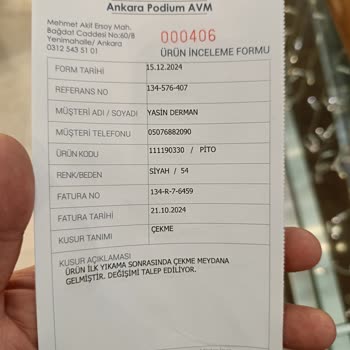 Ankara Podium AVM
Mehmet Akif Ersoy Mah.
Bağdat Caddesi No:60/B
Yenimahalle/ Ankara
0312 543 51 01
000406
ÜRÜN İNCELEME FORMU
FORM TARİHİ 15.12.2024
REFERANS NO 134-576-407
MÜŞTERİ ADI / SOYADI YASİN DERMAN
MÜŞTERİ TELEFONU 05076882090
ÜRÜN KODU 111190330 / PİTO
RENK/BEDEN SİYAH / 54
FATURA NO 134-R-7-6459
FATURA TARİHİ 21.10.2024
KUSUR TANIMI ÇEKME
KUSUR AÇIKLAMASI
ÜRÜN İLK YIKAMA SONRASINDA ÇEKME MEYDANA
GELMİŞTİR. DEĞİŞİMİ TALEP EDİLİYOR.